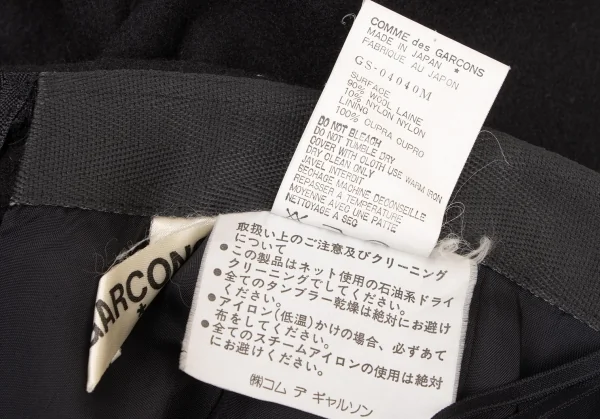 COMME des GARCONS
MADE IN JAPAN *
FABRIQUE AU JAPON
GS-04040M
SURFACE
90% WOOL LAINE
10% NYLON NYLON
LINING
100% CUPRA CUPRO
DO NOT BLEACH
DO NOT TUMBLE DRY
COVER WITH CLOTH USE WARM IRON
DRY CLEAN ONLY
JAVEL INTERDIT
SECHAGE MACHINE DECONSEILLE
REPASSER A TEMPERATURE
MOYENNE AVEC UNE PATTE
NETTOYAGE A SEG
GARCON
*
取扱い上のご注意及びクリーニング
について
●この製品はネット使用の石油系ドライ
クリーニングでしてください。
●全てのタンブラー乾燥は絶対にお避け
ください。
●アイロン(低温)かけの場合、必ずあて
布をしてください。
●全てのスチームアイロンの使用は絶対
にお避けください。
㈱コム デ ギャルソン